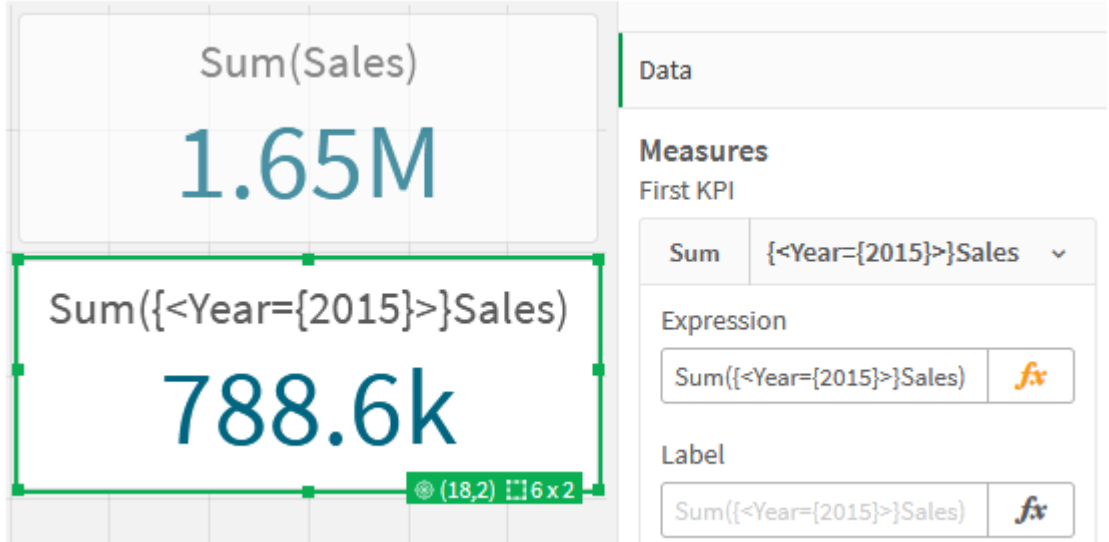 Sum(Sales)
1.65M
Sum({<Year={2015}>}Sales)
788.6k
(18,2) 6 x 2
Data
Measures
First KPI
Sum {<Year={2015}>}Sales
Expression
Sum({<Year={2015}>}Sales) fx
Label
Sum({<Year={2015}>}Sales) fx